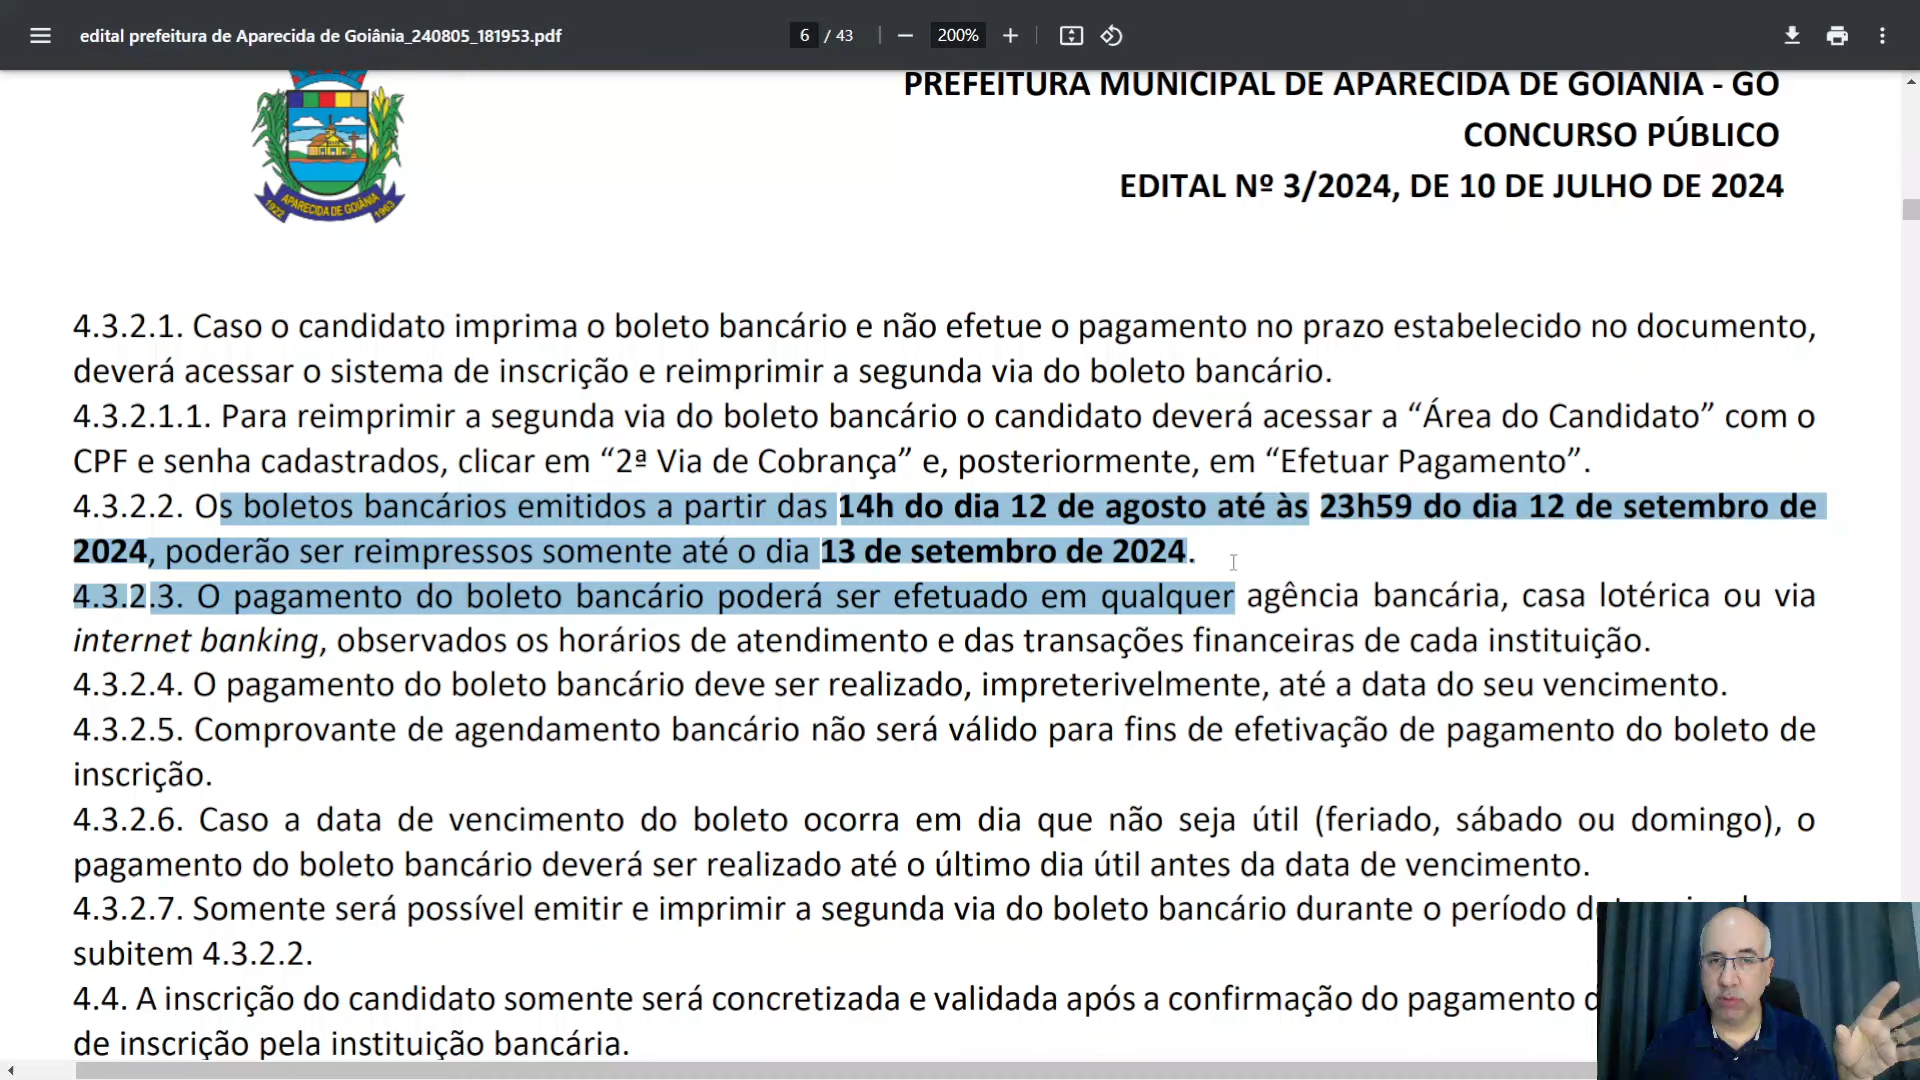 edital prefeitura de Aparecida de Goiânia_240805_181953.pdf
6 / 43
200%
PREFEITURA MUNICIPAL DE APARECIDA DE GOIÂNIA - GO
CONCURSO PÚBLICO
EDITAL Nº 3/2024, DE 10 DE JULHO DE 2024
1922 APARECIDA DE GOIÂNIA 1963
4.3.2.1. Caso o candidato imprima o boleto bancário e não efetue o pagamento no prazo estabelecido no documento,
deverá acessar o sistema de inscrição e reimprimir a segunda via do boleto bancário.
4.3.2.1.1. Para reimprimir a segunda via do boleto bancário o candidato deverá acessar a “Área do Candidato” com o
CPF e senha cadastrados, clicar em “2ª Via de Cobrança” e, posteriormente, em “Efetuar Pagamento”.
4.3.2.2. Os boletos bancários emitidos a partir das 14h do dia 12 de agosto até às 23h59 do dia 12 de setembro de
2024, poderão ser reimpressos somente até o dia 13 de setembro de 2024.
4.3.2.3. O pagamento do boleto bancário poderá ser efetuado em qualquer agência bancária, casa lotérica ou via
internet banking, observados os horários de atendimento e das transações financeiras de cada instituição.
4.3.2.4. O pagamento do boleto bancário deve ser realizado, impreterivelmente, até a data do seu vencimento.
4.3.2.5. Comprovante de agendamento bancário não será válido para fins de efetivação de pagamento do boleto de
inscrição.
4.3.2.6. Caso a data de vencimento do boleto ocorra em dia que não seja útil (feriado, sábado ou domingo), o
pagamento do boleto bancário deverá ser realizado até o último dia útil antes da data de vencimento.
4.3.2.7. Somente será possível emitir e imprimir a segunda via do boleto bancário durante o período
subitem 4.3.2.2.
4.4. A inscrição do candidato somente será concretizada e validada após a confirmação do pagamento
de inscrição pela instituição bancária.